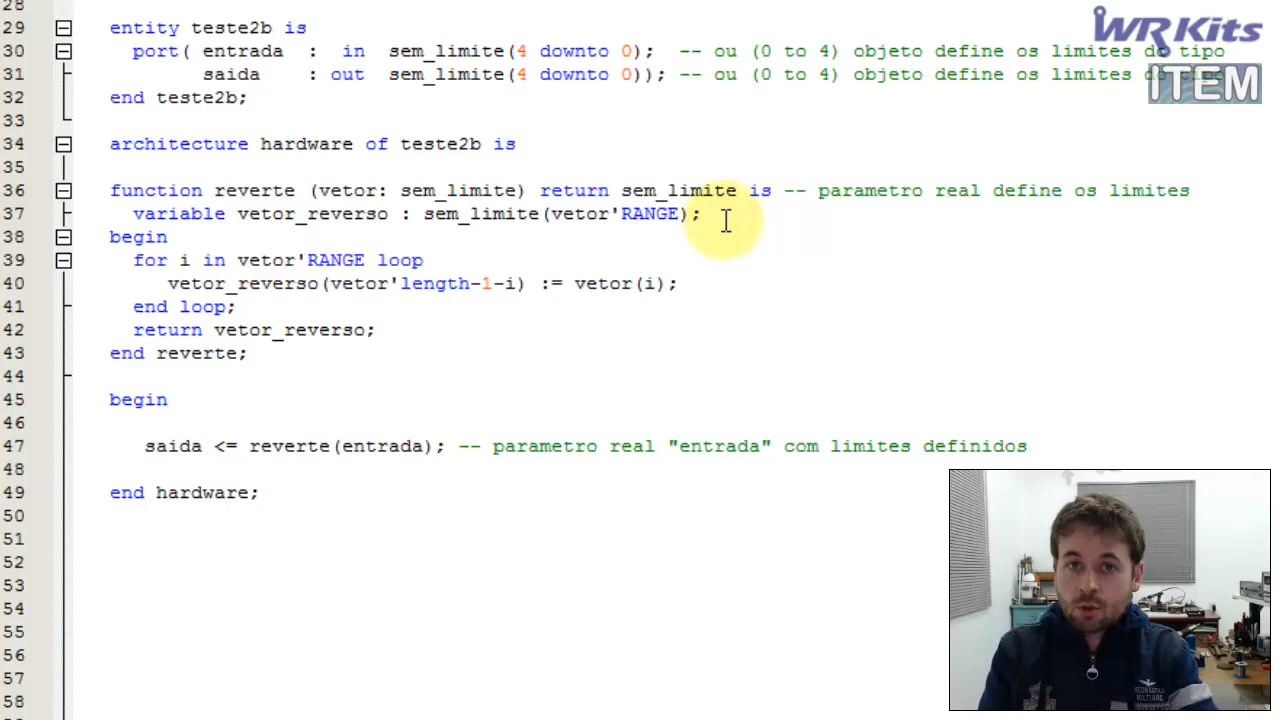 28
29 entity teste2b is
30 port( entrada : in sem_limite(4 downto 0); -- ou (0 to 4) objeto define os limites do tipo
31 saida : out sem_limite(4 downto 0)); -- ou (0 to 4) objeto define os limites do tipo
32 end teste2b;
33
34 architecture hardware of teste2b is
35
36 function reverte (vetor: sem_limite) return sem_limite is -- parametro real define os limites
37 variable vetor_reverso : sem_limite(vetor'RANGE);
38 begin
39 for i in vetor'RANGE loop
40 vetor_reverso(vetor'length-1-i) := vetor(i);
41 end loop;
42 return vetor_reverso;
43 end reverte;
44
45 begin
46
47 saida <= reverte(entrada); -- parametro real "entrada" com limites definidos
48
49 end hardware;
50
51
52
53
54
55
56
57
58
WR Kits
ITEM
AERONAUTICA
MILITARE